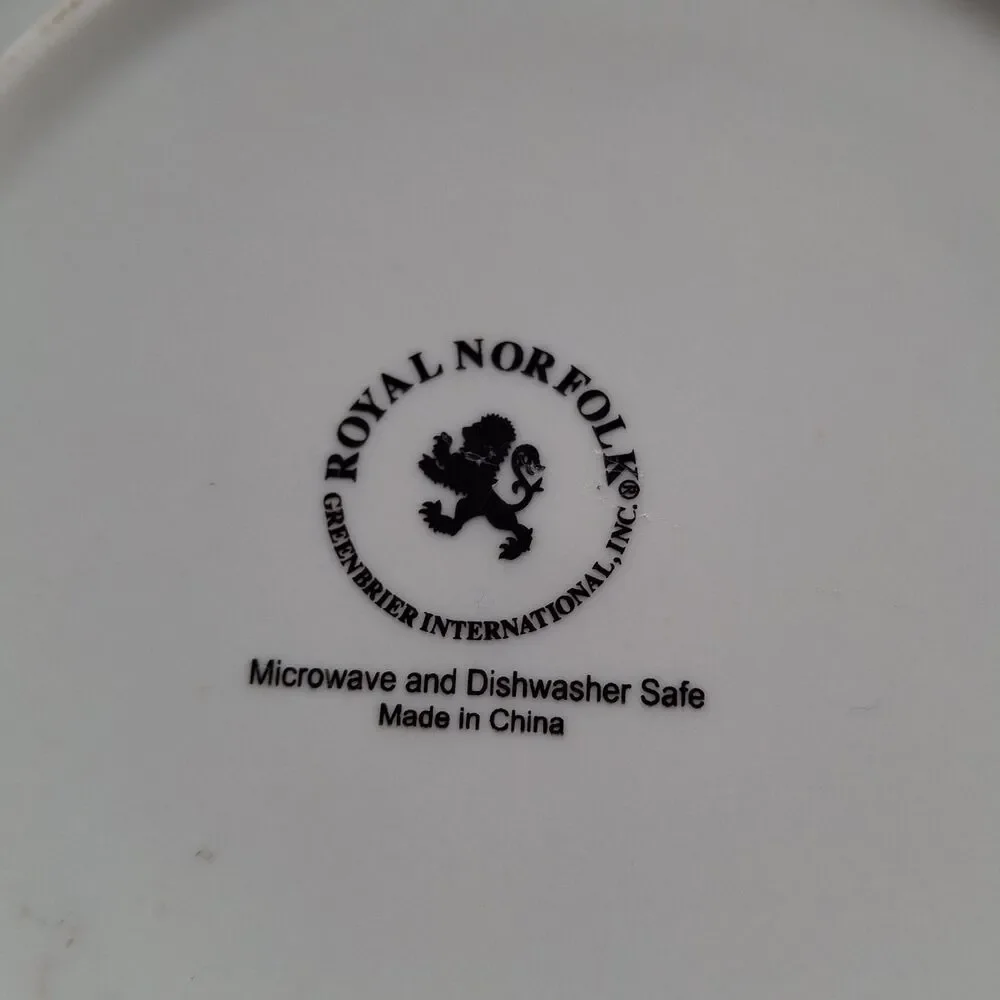 ROYAL NORFOLK®
GREENBRIER INTERNATIONAL, INC.
Microwave and Dishwasher Safe
Made in China